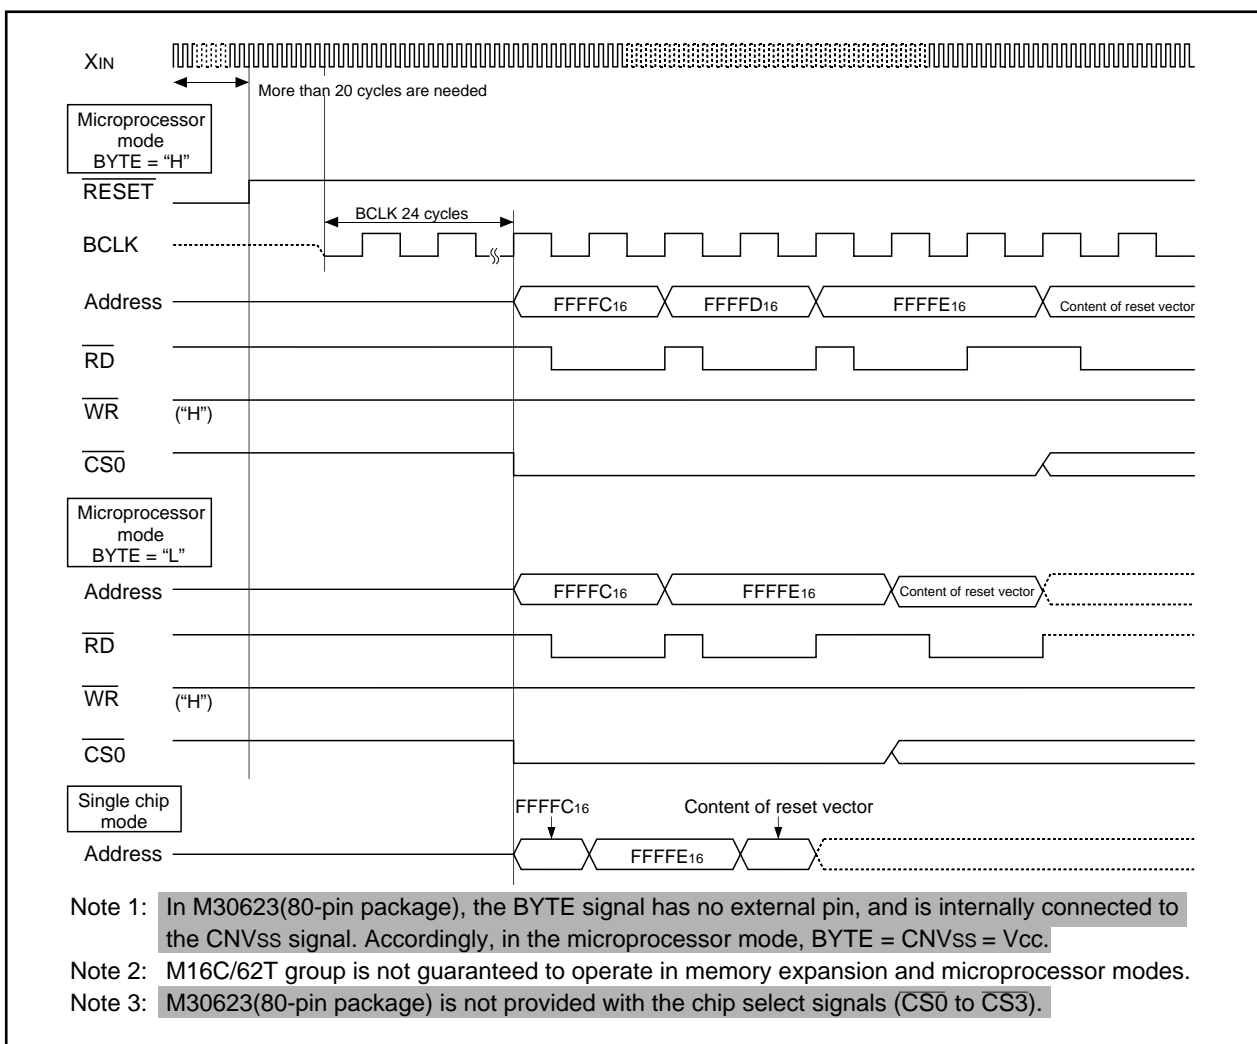 XIN
More than 20 cycles are needed
Microprocessor
mode
BYTE = “H”
RESET
BCLK 24 cycles
BCLK
Address
FFFFC16 FFFFD16 FFFFE16 Content of reset vector
RD
WR (“H”)
CS0
Microprocessor
mode
BYTE = “L”
Address
FFFFC16 FFFFE16 Content of reset vector
RD
WR (“H”)
CS0
Single chip
mode
FFFFC16 Content of reset vector
Address
FFFFE16
Note 1: In M30623(80-pin package), the BYTE signal has no external pin, and is internally connected to
the CNVSS signal. Accordingly, in the microprocessor mode, BYTE = CNVSS = Vcc.
Note 2: M16C/62T group is not guaranteed to operate in memory expansion and microprocessor modes.
Note 3: M30623(80-pin package) is not provided with the chip select signals (CS0 to CS3).